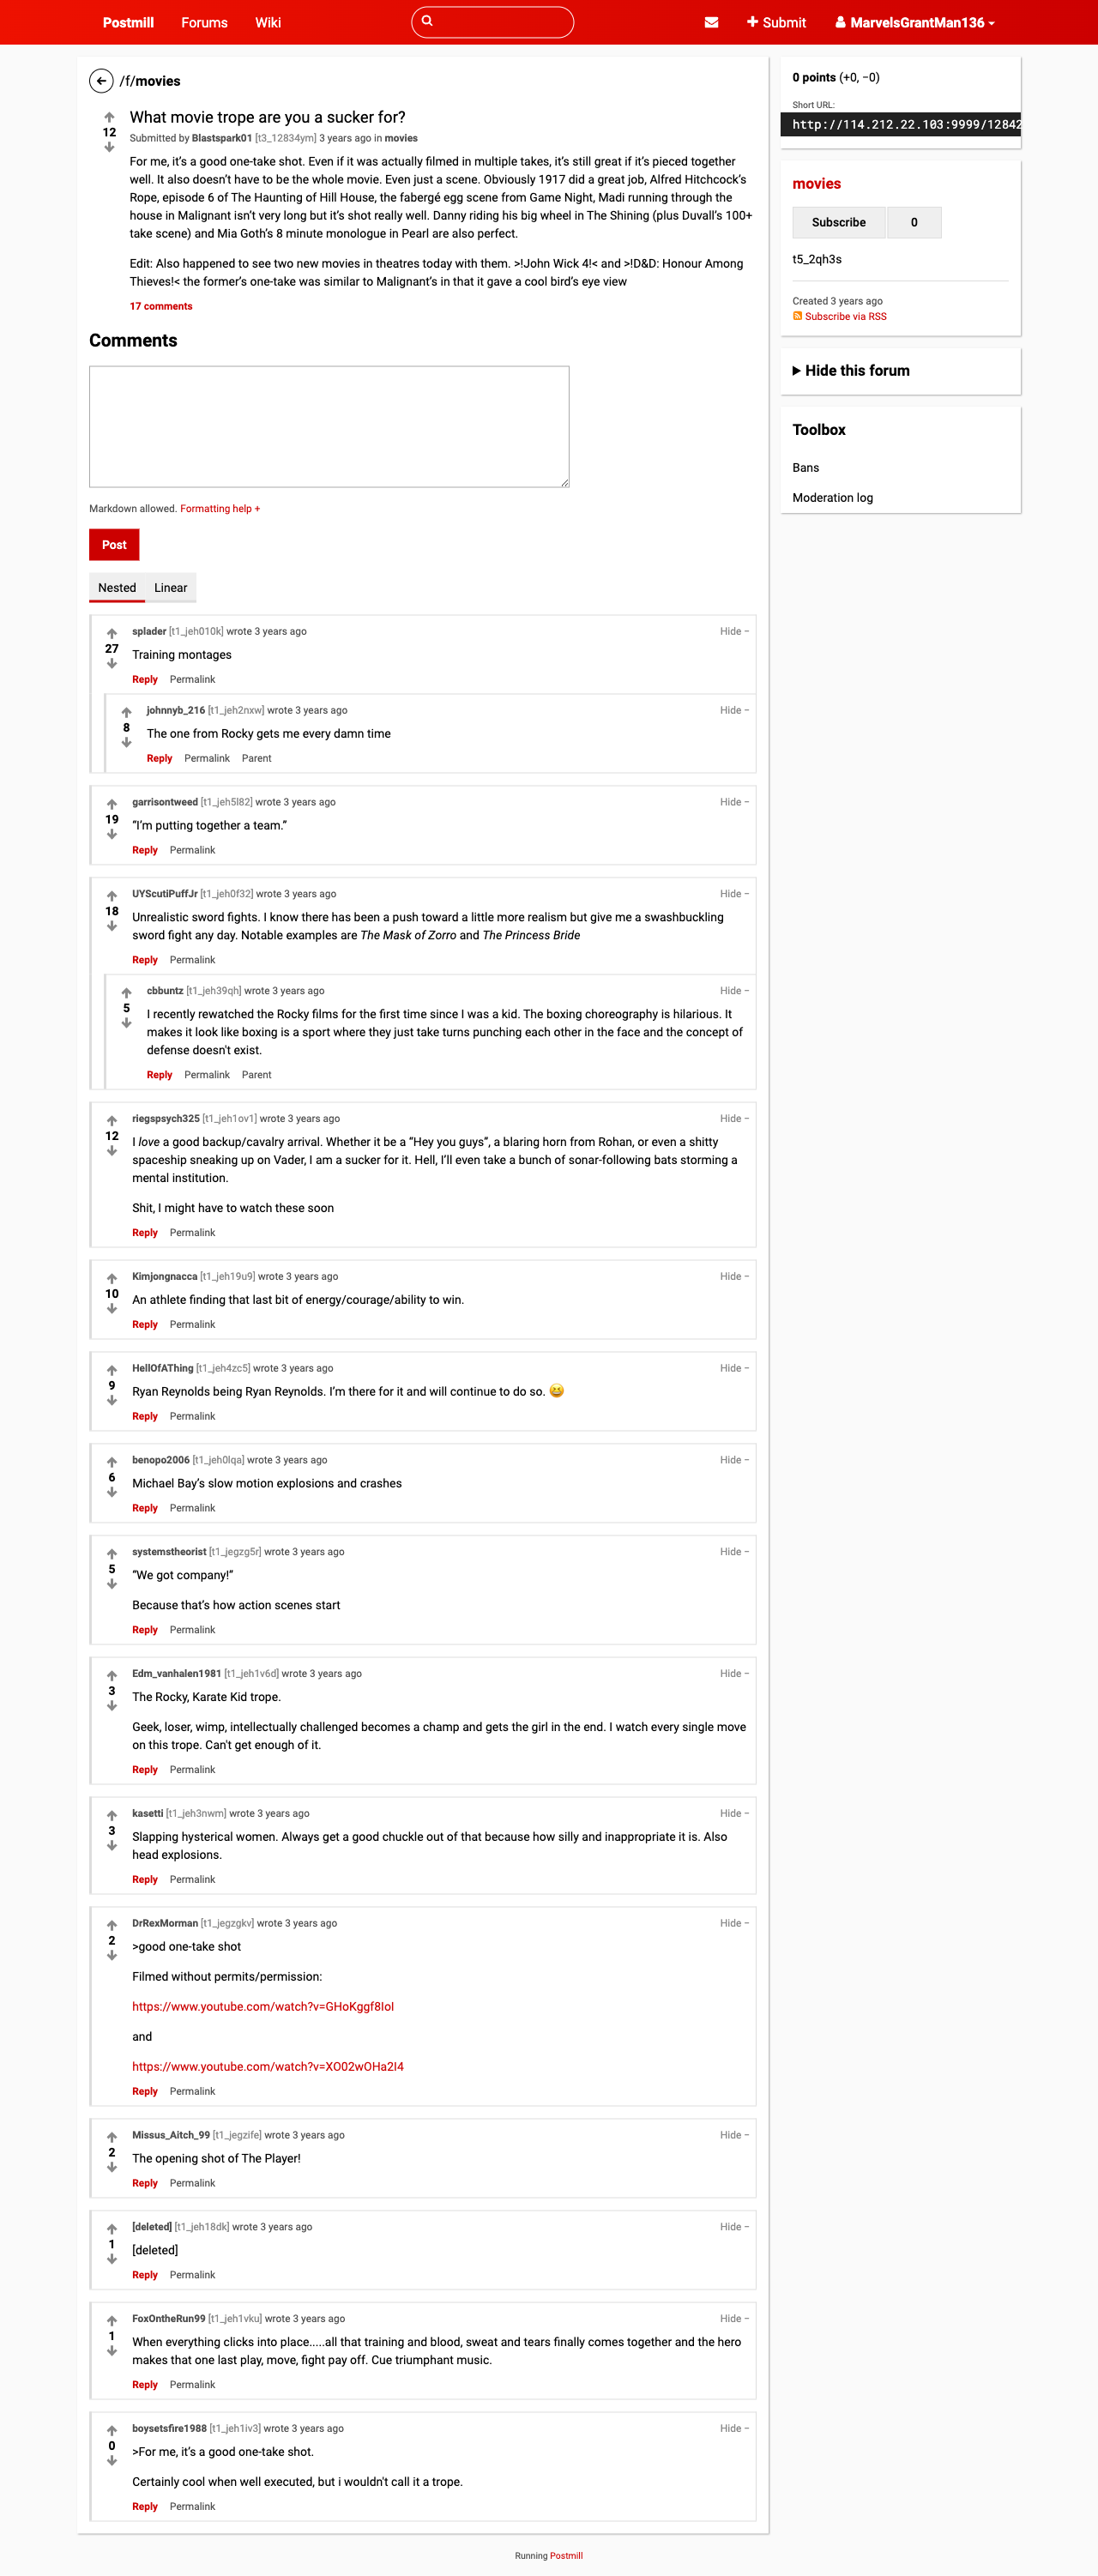 Postmill Forums Wiki Submit MarvelsGrantMan136
/f/movies
12
What movie trope are you a sucker for?
Submitted by Blastspark01 [t3_12834ym] 3 years ago in movies
For me, it’s a good one-take shot. Even if it was actually filmed in multiple takes, it’s still great if it’s pieced together
well. It also doesn’t have to be the whole movie. Even just a scene. Obviously 1917 did a great job, Alfred Hitchcock’s
Rope, episode 6 of The Haunting of Hill House, the fabergé egg scene from Game Night, Madi running through the
house in Malignant isn’t very long but it’s shot really well. Danny riding his big wheel in The Shining (plus Duvall’s 100+
take scene) and Mia Goth’s 8 minute monologue in Pearl are also perfect.
Edit: Also happened to see two new movies in theatres today with them. >!John Wick 4!< and >!D&D: Honour Among
Thieves!< the former’s one-take was similar to Malignant’s in that it gave a cool bird’s eye view
17 comments
Comments
Markdown allowed. Formatting help +
Post
Nested Linear
splader [t1_jeh010k] wrote 3 years ago Hide −
27
Training montages
Reply Permalink
johnnyb_216 [t1_jeh2nxw] wrote 3 years ago Hide −
8
The one from Rocky gets me every damn time
Reply Permalink Parent
garrisontweed [t1_jeh5l82] wrote 3 years ago Hide −
19
“I’m putting together a team.”
Reply Permalink
UYScutiPuffJr [t1_jeh0f32] wrote 3 years ago Hide −
18
Unrealistic sword fights. I know there has been a push toward a little more realism but give me a swashbuckling
sword fight any day. Notable examples are The Mask of Zorro and The Princess Bride
Reply Permalink
cbbuntz [t1_jeh39qh] wrote 3 years ago Hide −
5
I recently rewatched the Rocky films for the first time since I was a kid. The boxing choreography is hilarious. It
makes it look like boxing is a sport where they just take turns punching each other in the face and the concept of
defense doesn't exist.
Reply Permalink Parent
riegspsych325 [t1_jeh1ov1] wrote 3 years ago Hide −
12
I love a good backup/cavalry arrival. Whether it be a “Hey you guys”, a blaring horn from Rohan, or even a shitty
spaceship sneaking up on Vader, I am a sucker for it. Hell, I’ll even take a bunch of sonar-following bats storming a
mental institution.
Shit, I might have to watch these soon
Reply Permalink
Kimjongnacca [t1_jeh19u9] wrote 3 years ago Hide −
10
An athlete finding that last bit of energy/courage/ability to win.
Reply Permalink
HellOfAThing [t1_jeh4zc5] wrote 3 years ago Hide −
9
Ryan Reynolds being Ryan Reynolds. I’m there for it and will continue to do so. 😆
Reply Permalink
benopo2006 [t1_jeh0lqa] wrote 3 years ago Hide −
6
Michael Bay’s slow motion explosions and crashes
Reply Permalink
systemstheorist [t1_jegzg5r] wrote 3 years ago Hide −
5
“We got company!”
Because that’s how action scenes start
Reply Permalink
Edm_vanhalen1981 [t1_jeh1v6d] wrote 3 years ago Hide −
3
The Rocky, Karate Kid trope.
Geek, loser, wimp, intellectually challenged becomes a champ and gets the girl in the end. I watch every single move
on this trope. Can't get enough of it.
Reply Permalink
kasetti [t1_jeh3nwm] wrote 3 years ago Hide −
3
Slapping hysterical women. Always get a good chuckle out of that because how silly and inappropriate it is. Also
head explosions.
Reply Permalink
DrRexMorman [t1_jegzgkv] wrote 3 years ago Hide −
2
>good one-take shot
Filmed without permits/permission:
https://www.youtube.com/watch?v=GHoKggf8IoI
and
https://www.youtube.com/watch?v=XO02wOHa2I4
Reply Permalink
Missus_Aitch_99 [t1_jegzife] wrote 3 years ago Hide −
2
The opening shot of The Player!
Reply Permalink
[deleted] [t1_jeh18dk] wrote 3 years ago Hide −
1
[deleted]
Reply Permalink
FoxOntheRun99 [t1_jeh1vku] wrote 3 years ago Hide −
1
When everything clicks into place.....all that training and blood, sweat and tears finally comes together and the hero
makes that one last play, move, fight pay off. Cue triumphant music.
Reply Permalink
boysetsfire1988 [t1_jeh1iv3] wrote 3 years ago Hide −
0
>For me, it’s a good one-take shot.
Certainly cool when well executed, but i wouldn't call it a trope.
Reply Permalink
0 points (+0, −0)
Short URL:
http://114.212.22.103:9999/12842
movies
Subscribe 0
t5_2qh3s
Created 3 years ago
Subscribe via RSS
Hide this forum
Toolbox
Bans
Moderation log
Running Postmill